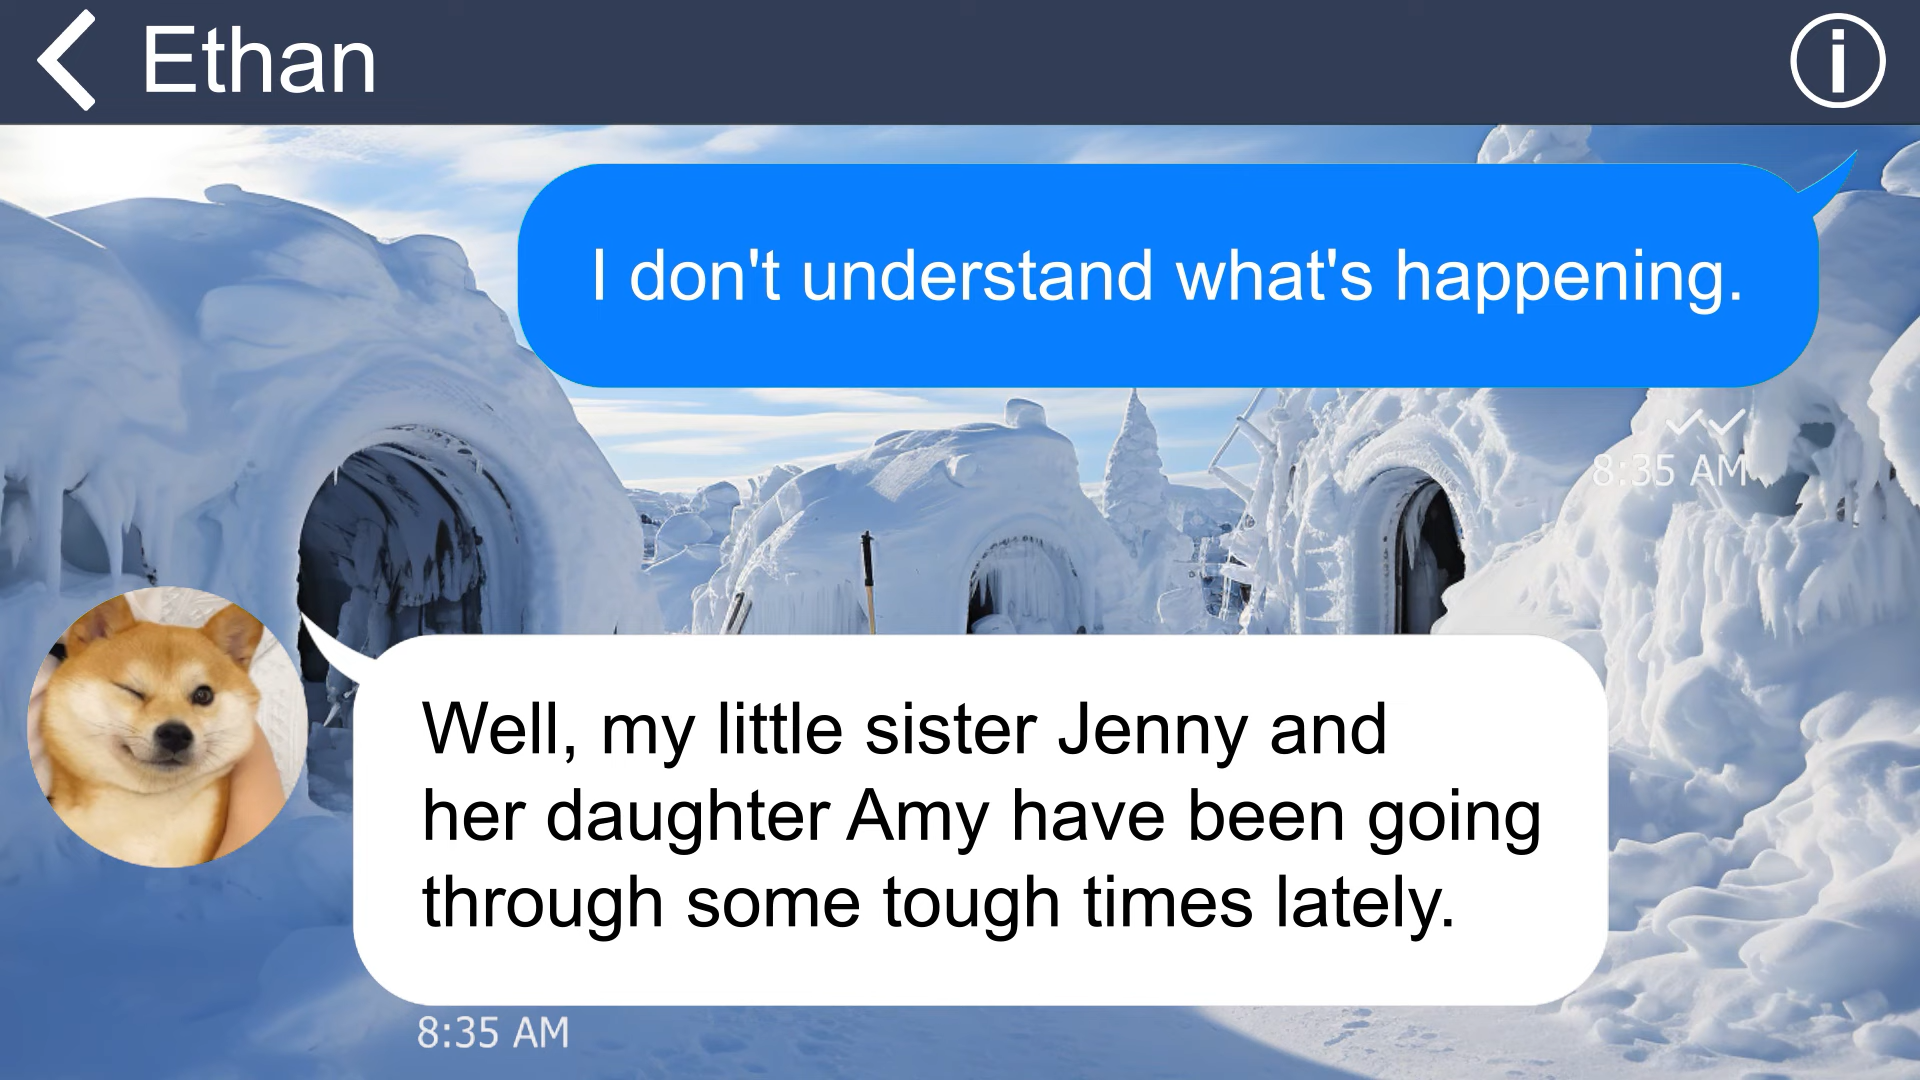 Ethan
I don't understand what's happening.
8:35 AM
Well, my little sister Jenny and
her daughter Amy have been going
through some tough times lately.
8:35 AM